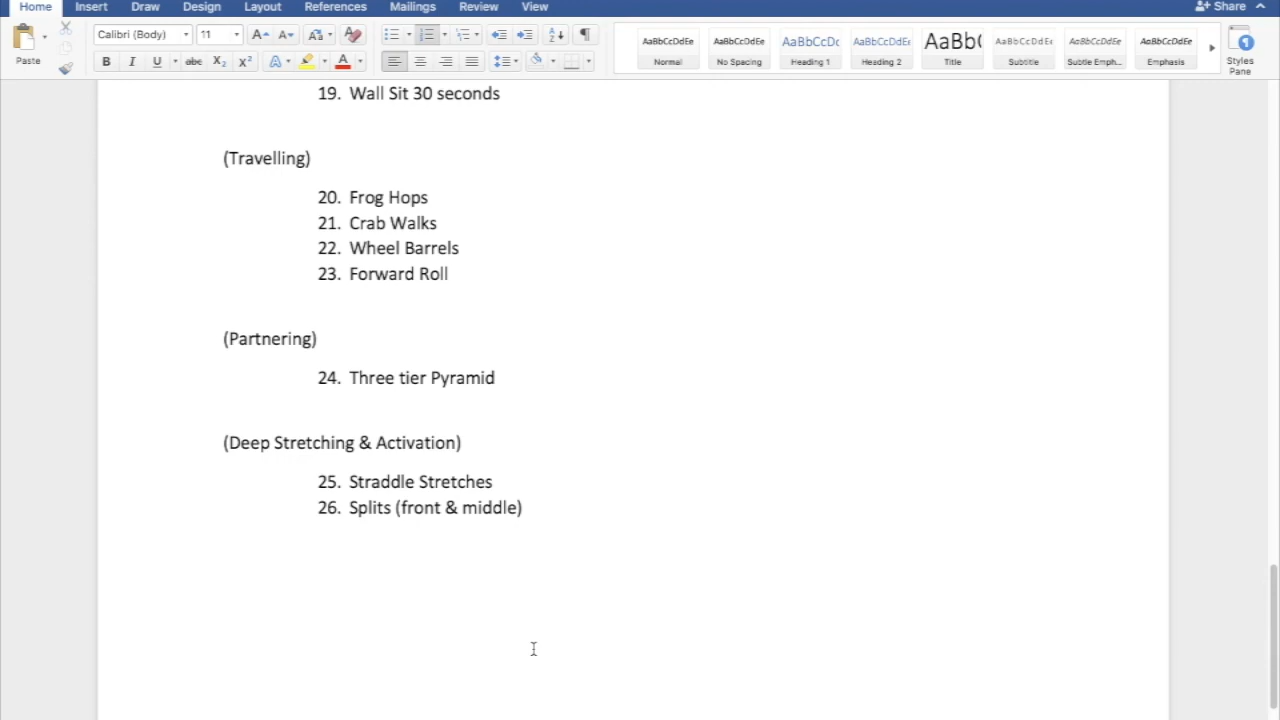 Home Insert Draw Design Layout References Mailings Review View Share
Calibri (Body) 11
Paste
B I U abc X2 X2 A A
AaBbCcDdEe AaBbCcDdEe AaBbCcDc AaBbCcDdEe AaBb( AaBbCcDdEe AaBbCcDdEe AaBbCcDdEe
Normal No Spacing Heading 1 Heading 2 Title Subtitle Subtle Emph... Emphasis Styles Pane
19. Wall Sit 30 seconds
(Travelling)
20. Frog Hops
21. Crab Walks
22. Wheel Barrels
23. Forward Roll
(Partnering)
24. Three tier Pyramid
(Deep Stretching & Activation)
25. Straddle Stretches
26. Splits (front & middle)